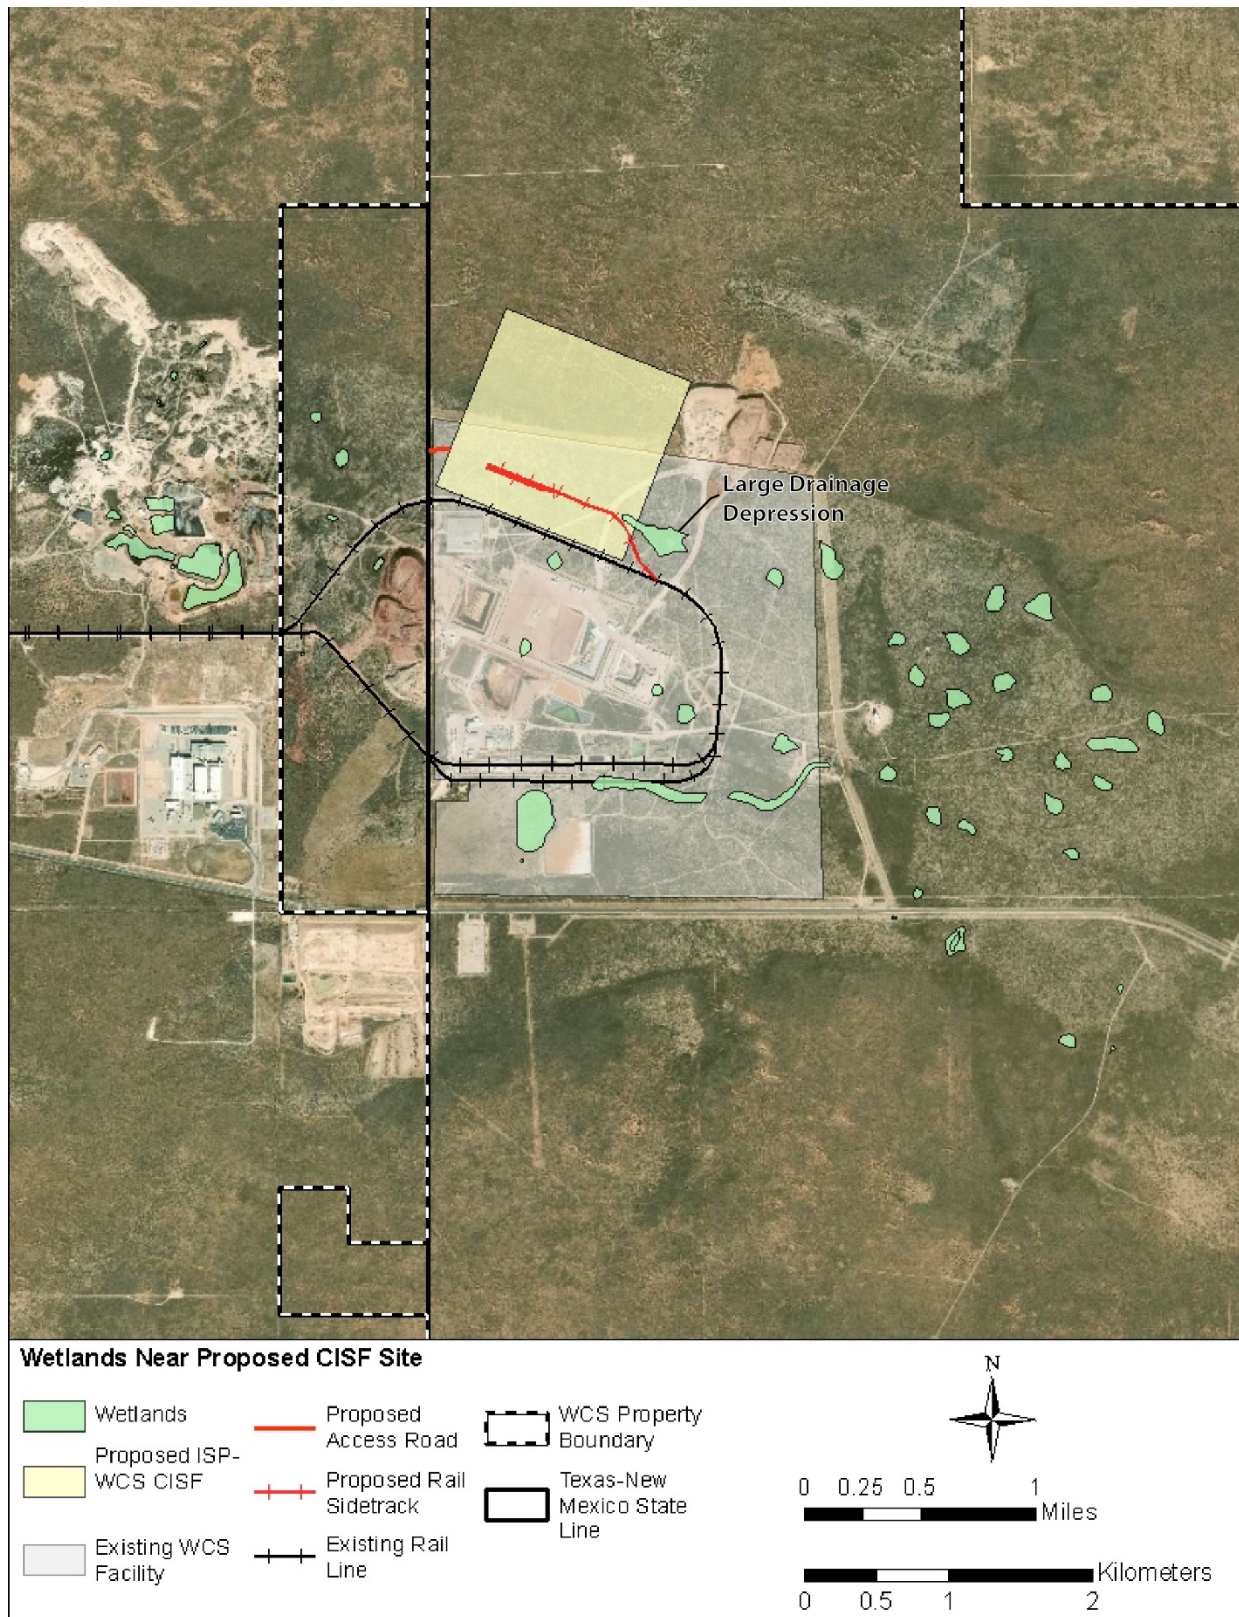 Large Drainage
Depression
Wetlands Near Proposed CISF Site
Wetlands
Proposed ISP-
WCS CISF
Existing WCS
Facility
Proposed
Access Road
Proposed Rail
Sidetrack
Existing Rail
Line
WCS Property
Boundary
Texas-New
Mexico State
Line
N
0 0.25 0.5 1
Miles
Kilometers
0 0.5 1 2